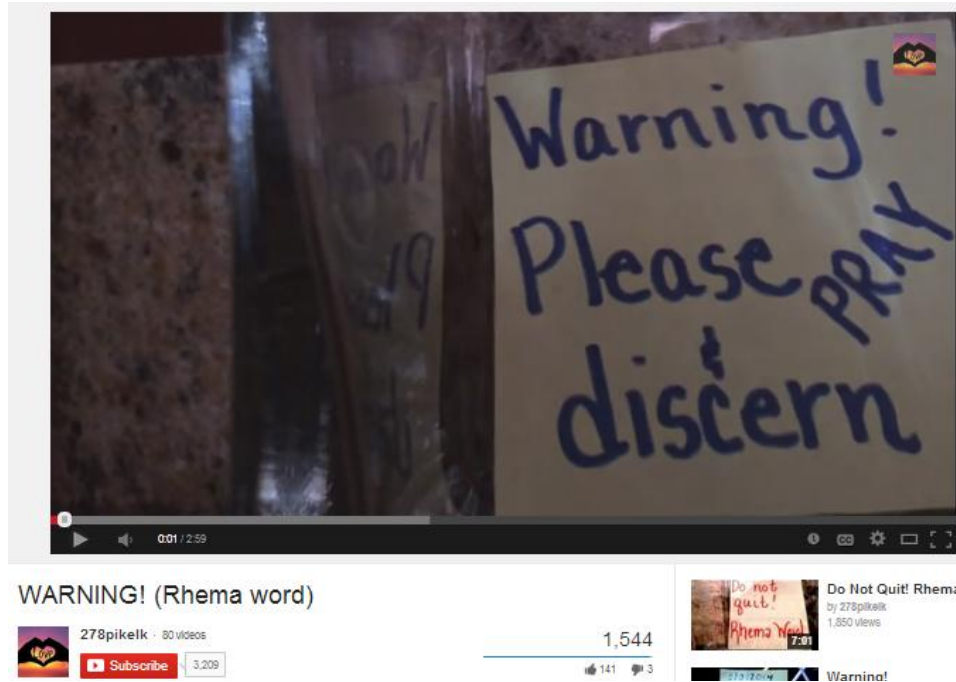 Warning!
Please PRAY
&
discern
0:01 / 2:59
CC
WARNING! (Rhema word)
278pikelk · 80 videos
Subscribe 3,209
1,544
141 3
Do not
quit!
Rhema Word
7:01
Do Not Quit! Rhema
by 278pikelk
1,850 views
Warning!